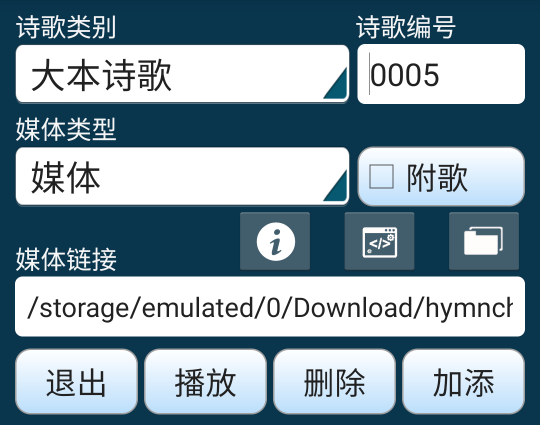 诗歌类别 诗歌编号
大本诗歌 0005
媒体类型
媒体 附歌
媒体链接
/storage/emulated/0/Download/hymnch
退出 播放 删除 加添